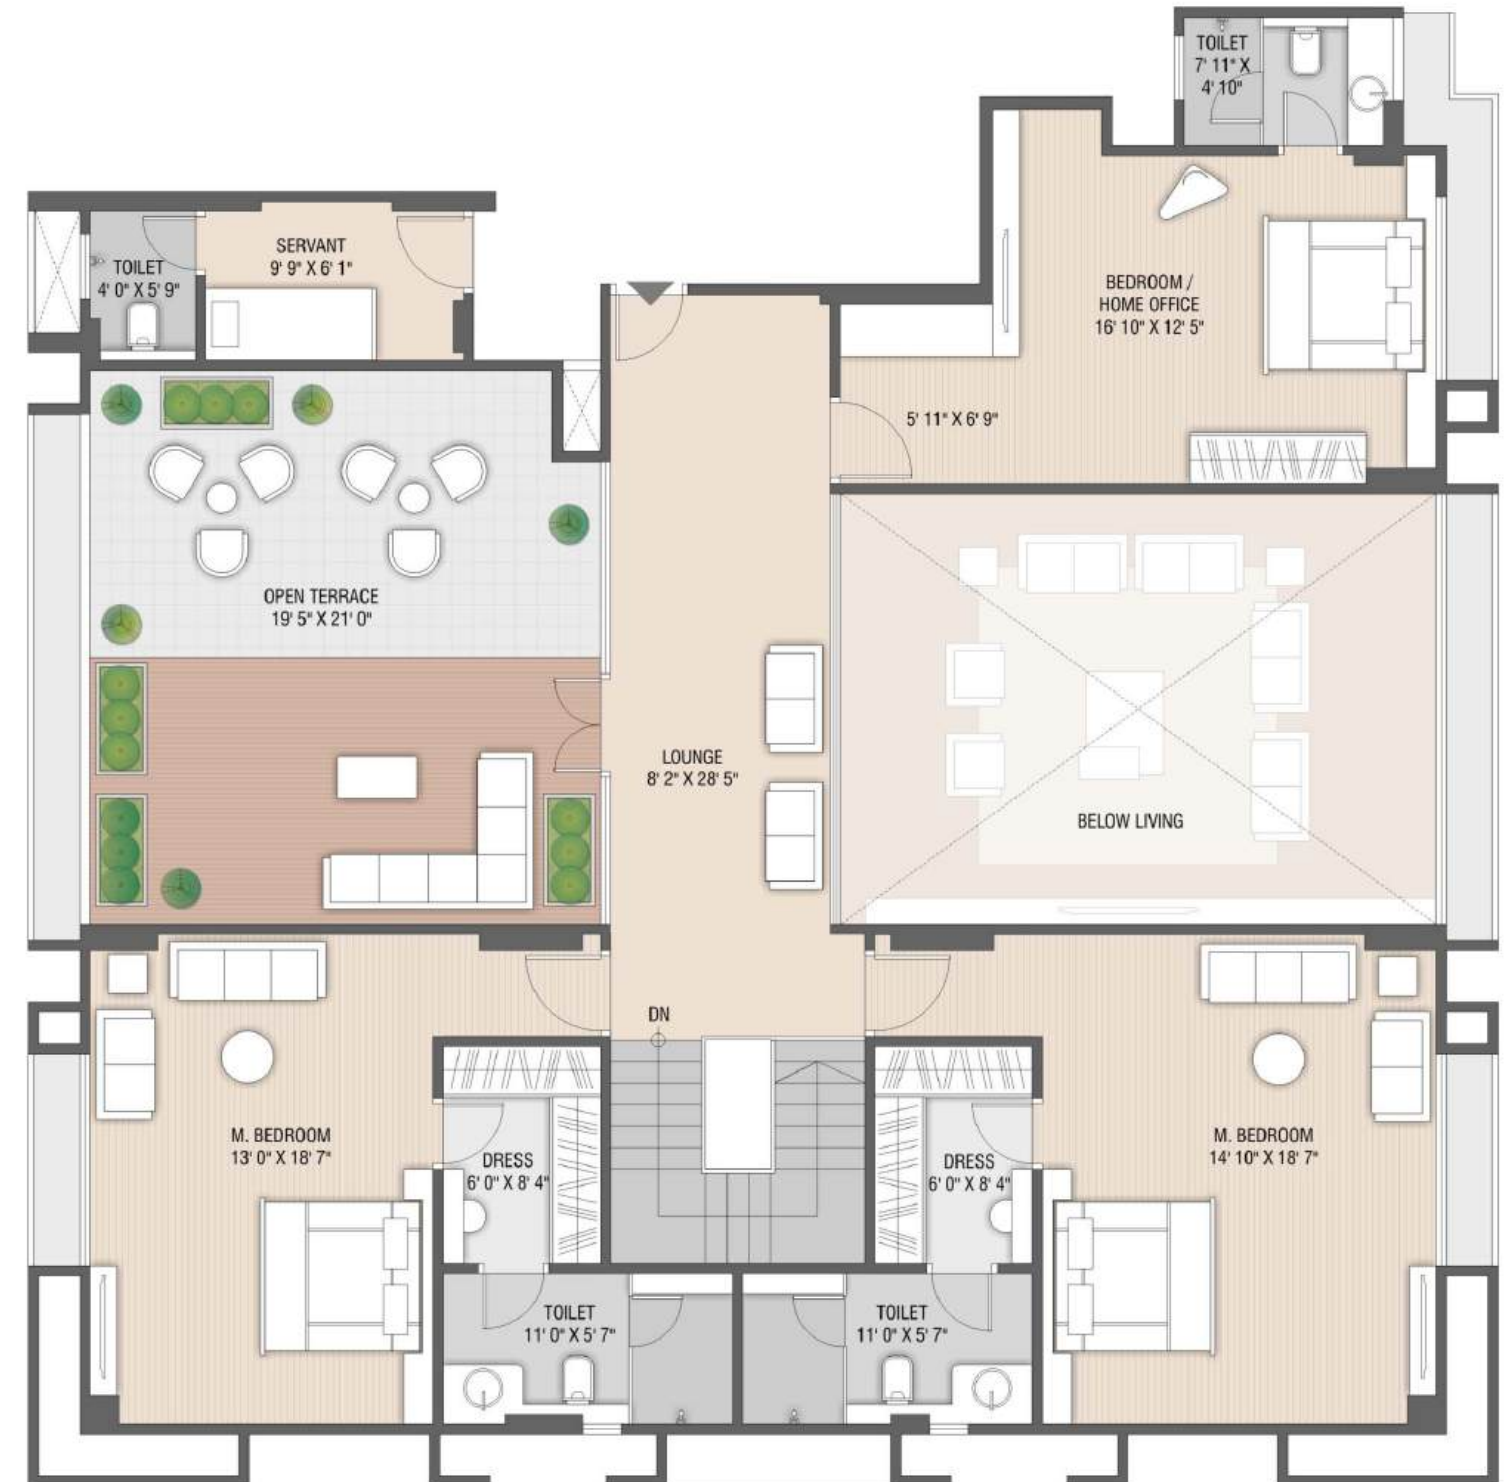 TOILET
7' 11" X
4' 10"
SERVANT
9' 9" X 6' 1"
TOILET
4' 0" X 5' 9"
BEDROOM /
HOME OFFICE
16' 10" X 12' 5"
5' 11" X 6' 9"
OPEN TERRACE
19' 5" X 21' 0"
LOUNGE
8' 2" X 28' 5"
BELOW LIVING
DN
M. BEDROOM
13' 0" X 18' 7"
DRESS
6' 0" X 8' 4"
DRESS
6' 0" X 8' 4"
M. BEDROOM
14' 10" X 18' 7"
TOILET
11' 0" X 5' 7"
TOILET
11' 0" X 5' 7"